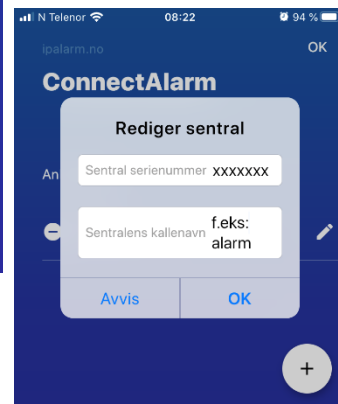 N Telenor 08:22 94 %
ipalarm.no OK
ConnectAlarm
Rediger sentral
An
Sentral serienummer xxxxxxx
Sentralens kallenavn f.eks:
alarm
Avvis OK
+